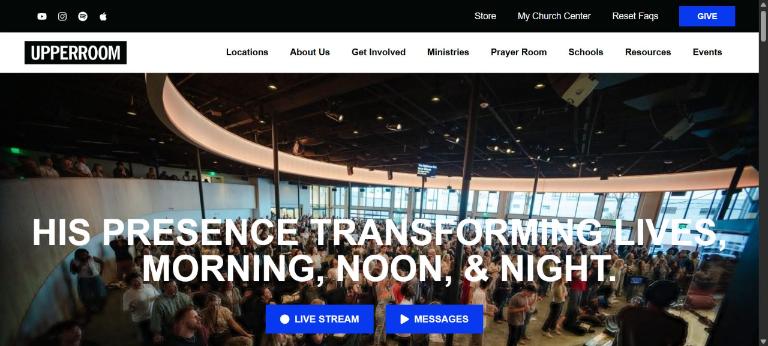 Store My Church Center Reset Faqs GIVE
UPPERROOM Locations About Us Get Involved Ministries Prayer Room Schools Resources Events
HIS PRESENCE TRANSFORMING LIVES,
MORNING, NOON, & NIGHT.
LIVE STREAM MESSAGES